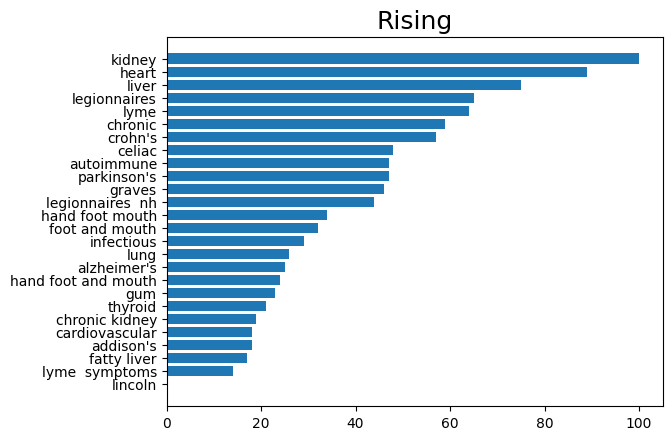 Rising
kidney
heart
liver
legionnaires
lyme
chronic
crohn's
celiac
autoimmune
parkinson's
graves
legionnaires  nh
hand foot mouth
foot and mouth
infectious
lung
alzheimer's
hand foot and mouth
gum
thyroid
chronic kidney
cardiovascular
addison's
fatty liver
lyme  symptoms
lincoln
0 20 40 60 80 100